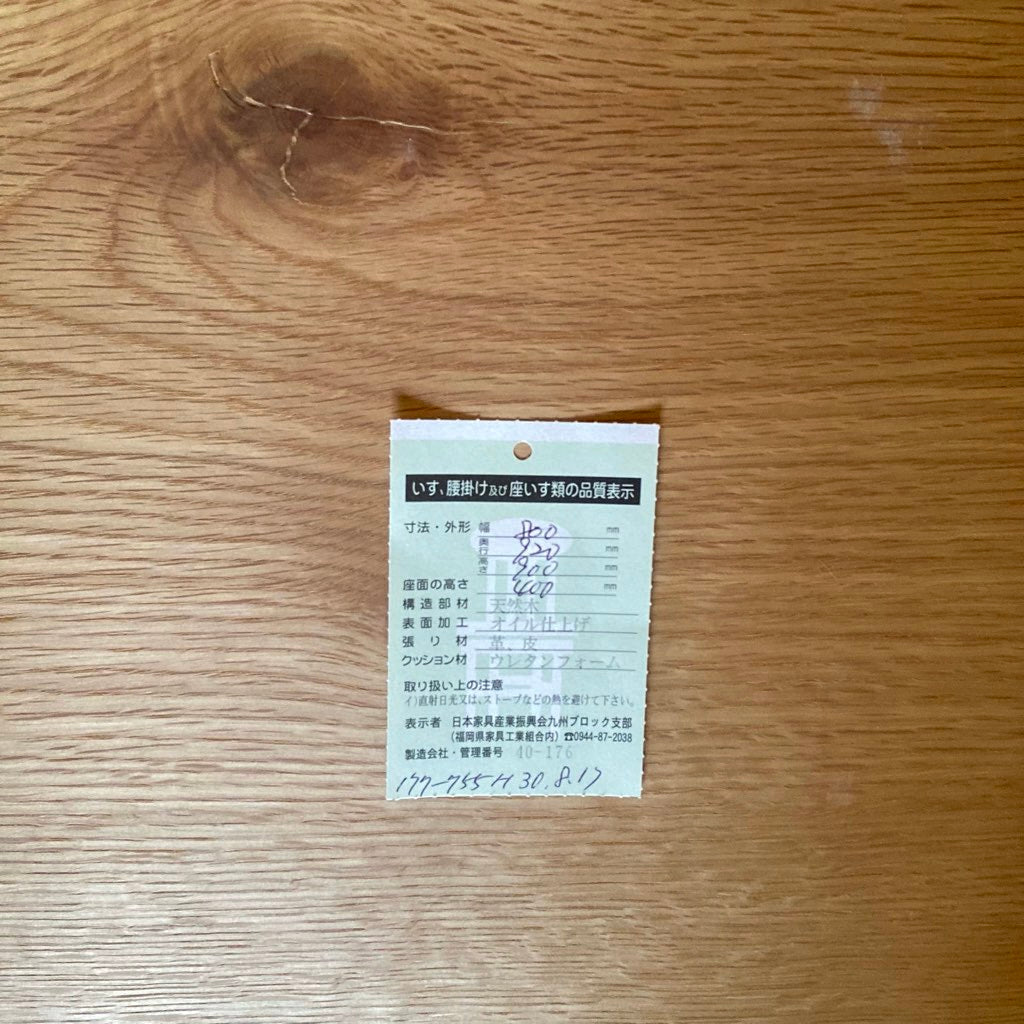 いす、腰掛け及び座いす類の品質表示
寸法・外形 幅 800 mm
奥行 920 mm
高さ 900 mm
座面の高さ 400 mm
構造部材 天然木
表面加工 オイル仕上げ
張り材 革、皮
クッション材 ウレタンフォーム
取り扱い上の注意
イ)直射日光又は、ストーブなどの熱を避けて下さい。
表示者 日本家具産業振興会九州ブロック支部
(福岡県家具工業組合内) ☎0944-87-2038
製造会社・管理番号 40-176
177-755 H30.8.17